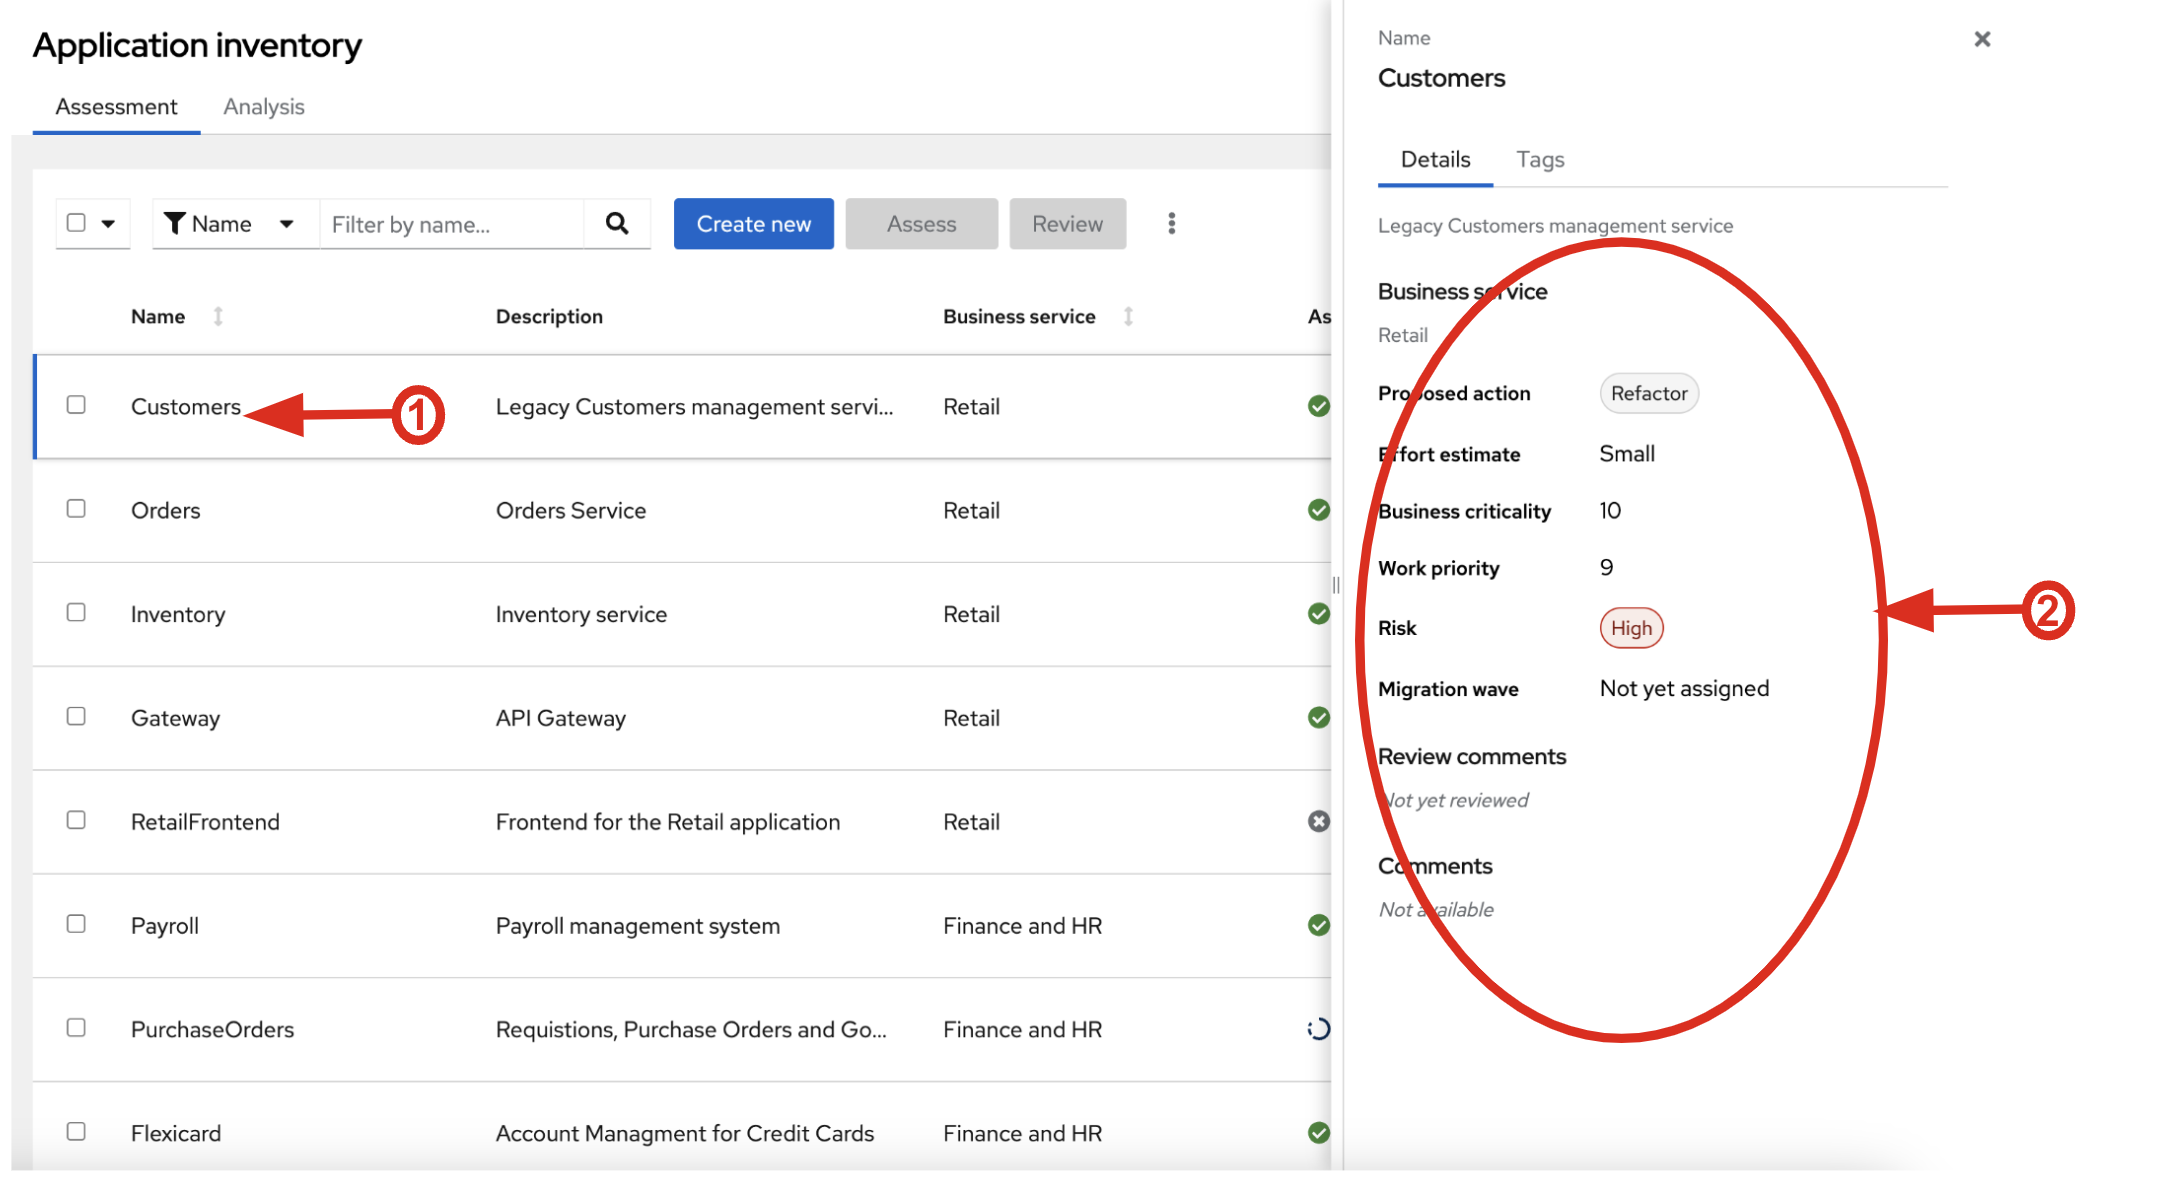 Application inventory
Assessment Analysis
Name Filter by name... Create new Assess Review
Name Description Business service As
Customers Legacy Customers management servi... Retail
1
Orders Orders Service Retail
Inventory Inventory service Retail
Gateway API Gateway Retail
RetailFrontend Frontend for the Retail application Retail
Payroll Payroll management system Finance and HR
PurchaseOrders Requistions, Purchase Orders and Go... Finance and HR
Flexicard Account Managment for Credit Cards Finance and HR
Name
Customers
Details Tags
Legacy Customers management service
Business service
Retail
Proposed action Refactor
Effort estimate Small
Business criticality 10
Work priority 9
Risk High
2
Migration wave Not yet assigned
Review comments
Not yet reviewed
Comments
Not available